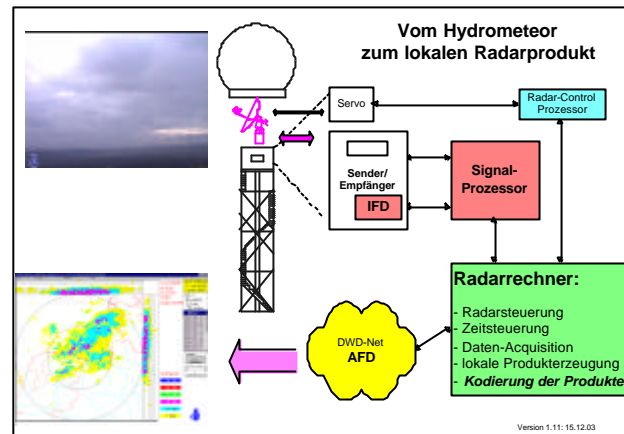 Vom Hydrometeor
zum lokalen Radarprodukt
Servo
Radar-Control
Prozessor
Sender/
Empfänger
IFD
Signal-
Prozessor
Radarrechner:
- Radarsteuerung
- Zeitsteuerung
- Daten-Acquisition
- lokale Produkterzeugung
- Kodierung der Produkte
DWD-Net
AFD
Version 1.11: 15.12.03